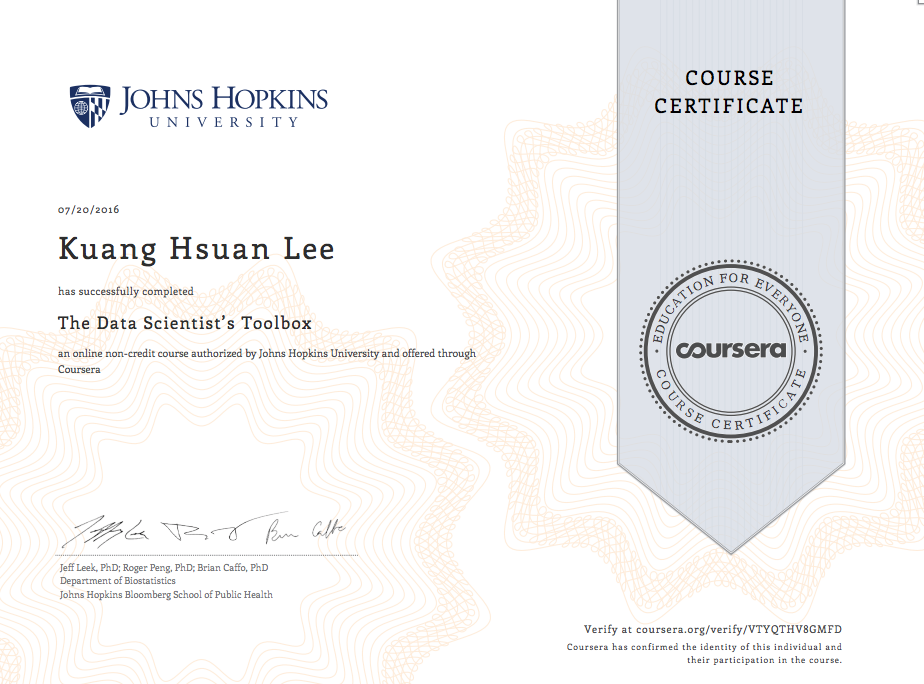 JOHNS HOPKINS
UNIVERSITY
COURSE
CERTIFICATE
07/20/2016
Kuang Hsuan Lee
has successfully completed
The Data Scientist’s Toolbox
an online non-credit course authorized by Johns Hopkins University and offered through
Coursera
EDUCATION FOR EVERYONE
coursera
COURSE CERTIFICATE
Jeff Leek, PhD; Roger Peng, PhD; Brian Caffo, PhD
Department of Biostatistics
Johns Hopkins Bloomberg School of Public Health
Verify at coursera.org/verify/VTYQTHV8GMFD
Coursera has confirmed the identity of this individual and
their participation in the course.